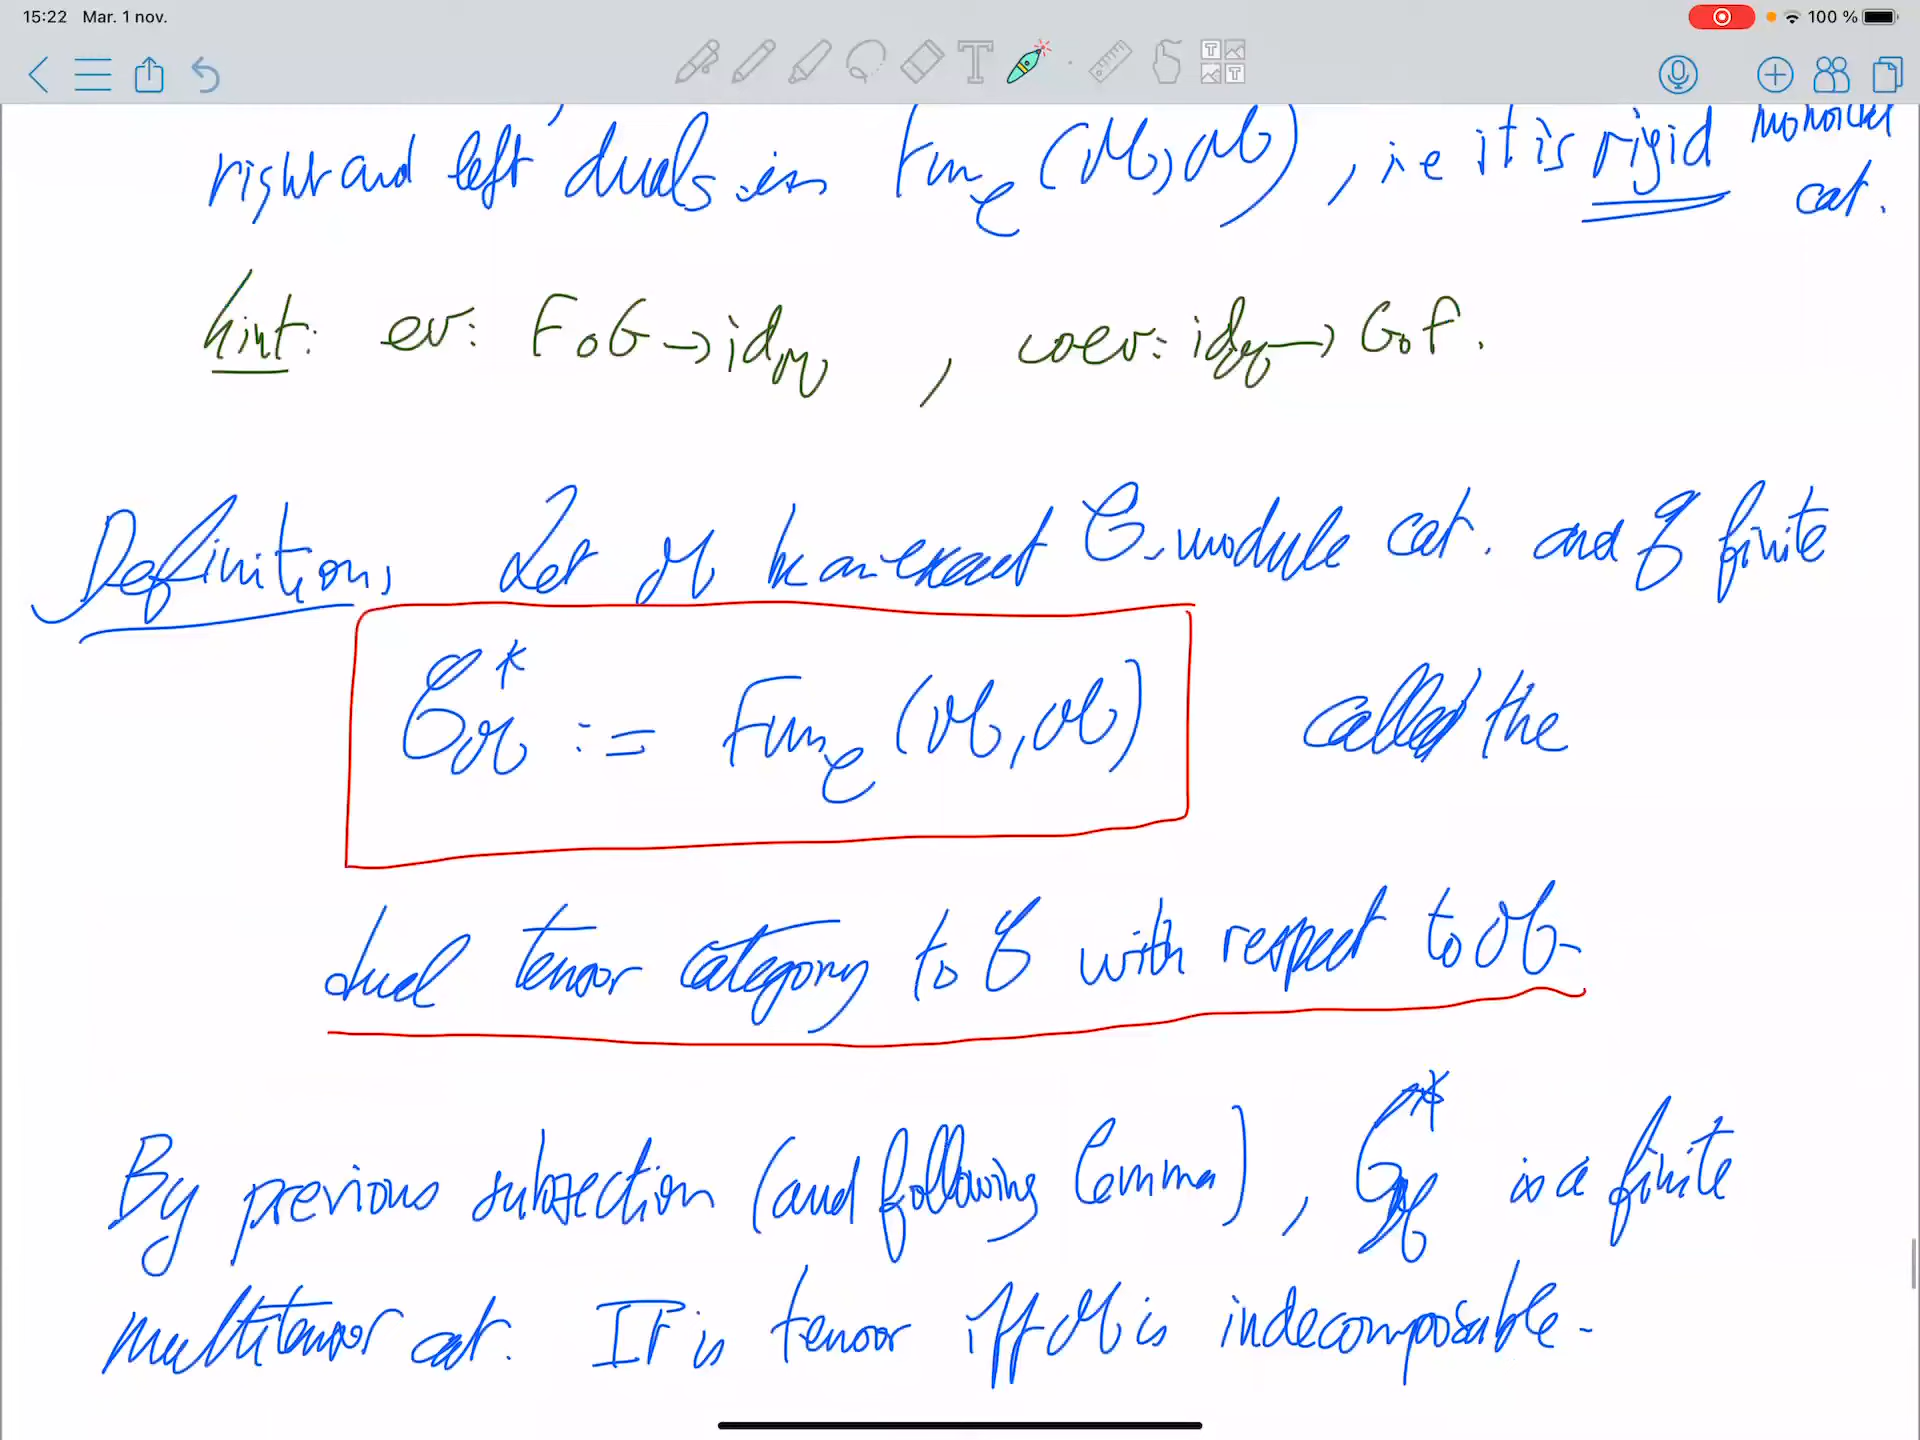 15:22 Mar. 1 nov. 100 %
right and left duals in Fun_C (M, M), i.e it is rigid monoidal cat.
hint: ev: F∘G → id_M , coev: id_M → G∘F.
Definition, Let M be an exact C-module cat. and C finite
C*_M := Fun_C (M, M) called the
dual tensor category to C with respect to M.
By previous subsection (and following lemma), C*_M is a finite
multitensor cat. It is tensor iff M is indecomposable.